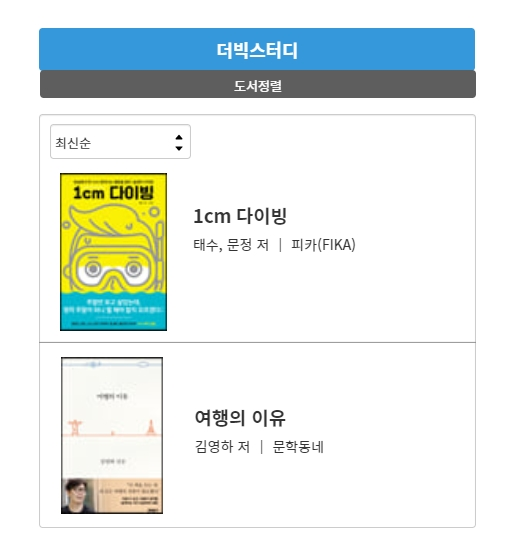 더빅스터디
도서정렬
최신순
1cm 다이빙
1cm 다이빙
태수, 문정 저 | 피카(FIKA)
여행의 이유
여행의 이유
김영하 저 | 문학동네